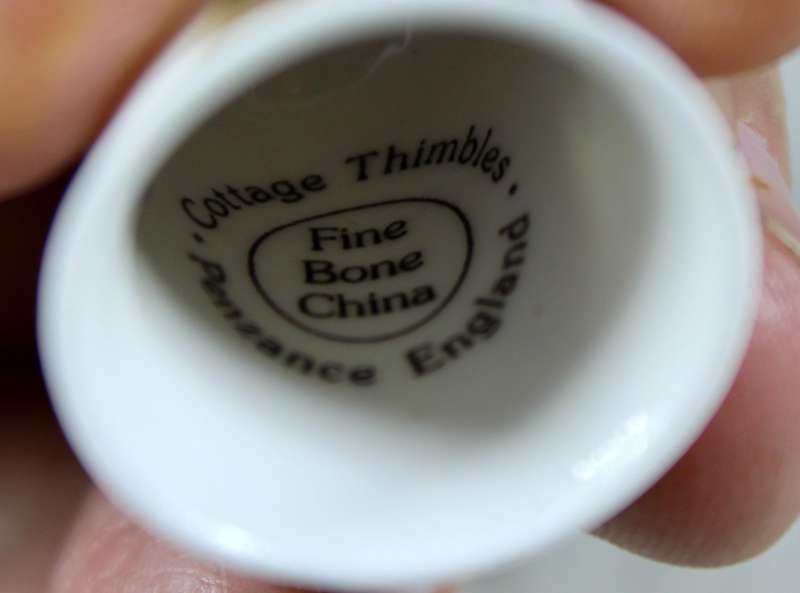 Cottage Thimbles
Fine
Bone
China
Penzance England